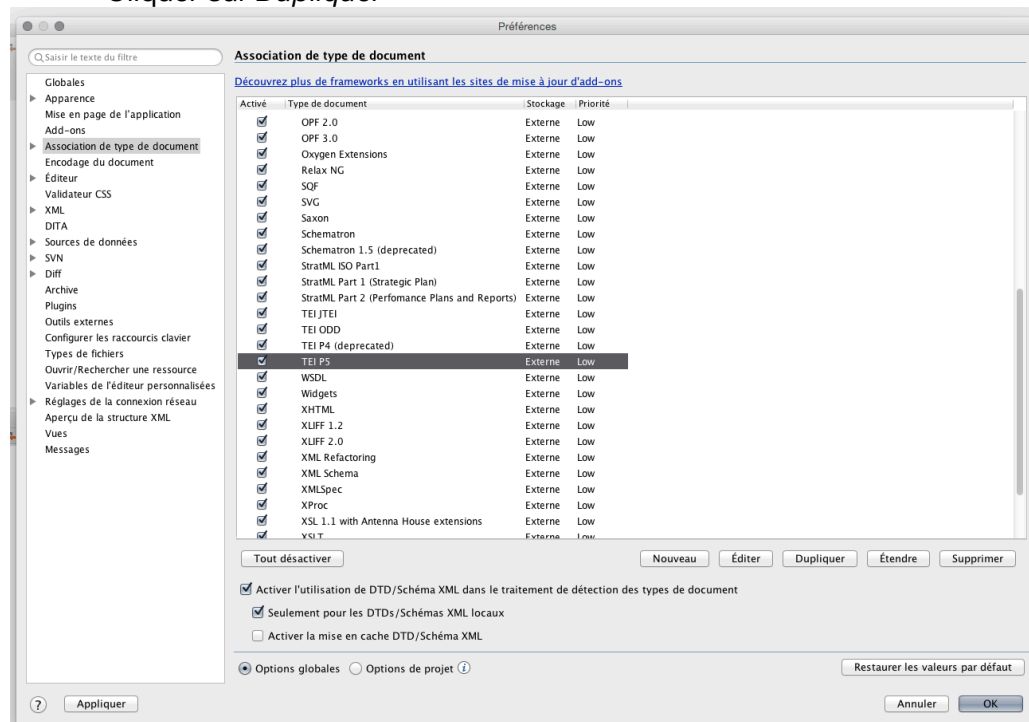 Cliquer sur Dupliquer
Préférences
Saisir le texte du filtre
Globales
Apparence
Mise en page de l'application
Add-ons
Association de type de document
Encodage du document
Éditeur
Validateur CSS
XML
DITA
Sources de données
SVN
Diff
Archive
Plugins
Outils externes
Configurer les raccourcis clavier
Types de fichiers
Ouvrir/Rechercher une ressource
Variables de l'éditeur personnalisées
Réglages de la connexion réseau
Aperçu de la structure XML
Vues
Messages
Association de type de document
Découvrez plus de frameworks en utilisant les sites de mise à jour d'add-ons
Activé Type de document Stockage Priorité
OPF 2.0 Externe Low
OPF 3.0 Externe Low
Oxygen Extensions Externe Low
Relax NG Externe Low
SQF Externe Low
SVG Externe Low
Saxon Externe Low
Schematron Externe Low
Schematron 1.5 (deprecated) Externe Low
StratML ISO Part1 Externe Low
StratML Part 1 (Strategic Plan) Externe Low
StratML Part 2 (Perfomance Plans and Reports) Externe Low
TEI JTEI Externe Low
TEI ODD Externe Low
TEI P4 (deprecated) Externe Low
TEI P5 Externe Low
WSDL Externe Low
Widgets Externe Low
XHTML Externe Low
XLIFF 1.2 Externe Low
XLIFF 2.0 Externe Low
XML Refactoring Externe Low
XML Schema Externe Low
XMLSpec Externe Low
XProc Externe Low
XSL 1.1 with Antenna House extensions Externe Low
XSLT Externe Low
Tout désactiver Nouveau Éditer Dupliquer Étendre Supprimer
Activer l'utilisation de DTD/Schéma XML dans le traitement de détection des types de document
Seulement pour les DTDs/Schémas XML locaux
Activer la mise en cache DTD/Schéma XML
Options globales Options de projet i Restaurer les valeurs par défaut
? Appliquer Annuler OK